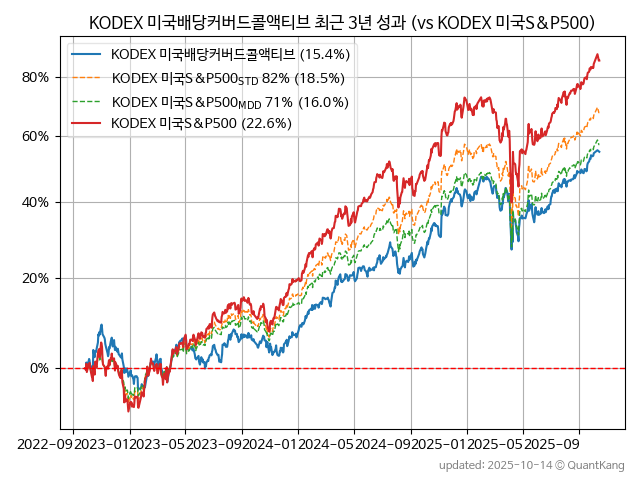 KODEX 미국배당커버드콜액티브 최근 3년 성과 (vs KODEX 미국S&P500)
KODEX 미국배당커버드콜액티브 (15.4%)
KODEX 미국S&P500STD 82% (18.5%)
KODEX 미국S&P500MDD 71% (16.0%)
KODEX 미국S&P500 (22.6%)
80%
60%
40%
20%
0%
2022-09 2023-01 2023-05 2023-09 2024-01 2024-05 2024-09 2025-01 2025-05 2025-09
updated: 2025-10-14 © QuantKang